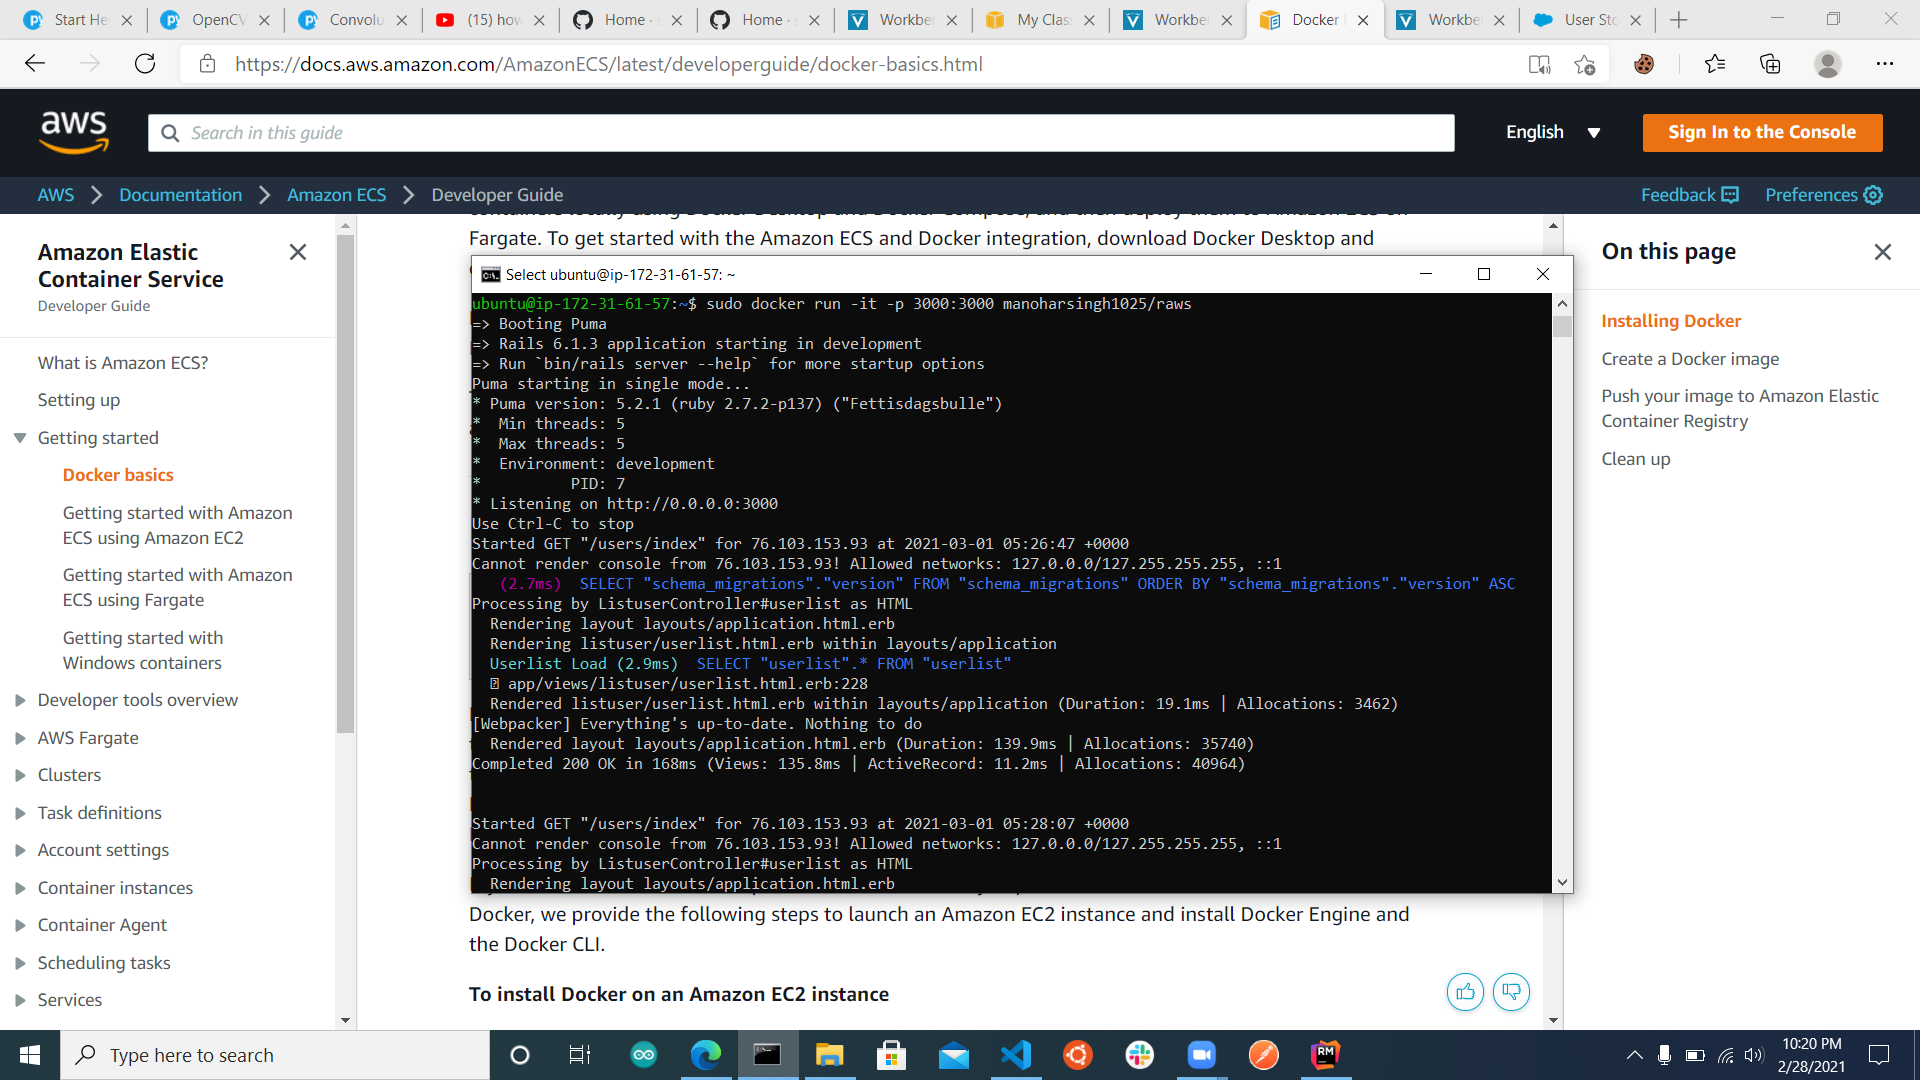 Start He
OpenCV
Convolu
(15) how
Home ·
Home ·
Workbe
My Clas
Workbe
Docker
Workbe
User Sto
https://docs.aws.amazon.com/AmazonECS/latest/developerguide/docker-basics.html
aws
Search in this guide
English
Sign In to the Console
AWS
Documentation
Amazon ECS
Developer Guide
Feedback
Preferences
Amazon Elastic
Container Service
Developer Guide
What is Amazon ECS?
Setting up
Getting started
Docker basics
Getting started with Amazon
ECS using Amazon EC2
Getting started with Amazon
ECS using Fargate
Getting started with
Windows containers
Developer tools overview
AWS Fargate
Clusters
Task definitions
Account settings
Container instances
Container Agent
Scheduling tasks
Services
containers locally using Docker Desktop and Docker Compose, and then deploy them to Amazon ECS on
Fargate. To get started with the Amazon ECS and Docker integration, download Docker Desktop and
Select ubuntu@ip-172-31-61-57: ~
ubuntu@ip-172-31-61-57:~$ sudo docker run -it -p 3000:3000 manoharsingh1025/raws
=> Booting Puma
=> Rails 6.1.3 application starting in development
=> Run `bin/rails server --help` for more startup options
Puma starting in single mode...
* Puma version: 5.2.1 (ruby 2.7.2-p137) ("Fettisdagsbulle")
*  Min threads: 5
*  Max threads: 5
*  Environment: development
*          PID: 7
* Listening on http://0.0.0.0:3000
Use Ctrl-C to stop
Started GET "/users/index" for 76.103.153.93 at 2021-03-01 05:26:47 +0000
Cannot render console from 76.103.153.93! Allowed networks: 127.0.0.0/127.255.255.255, ::1
(2.7ms)  SELECT "schema_migrations"."version" FROM "schema_migrations" ORDER BY "schema_migrations"."version" ASC
Processing by ListuserController#userlist as HTML
Rendering layout layouts/application.html.erb
Rendering listuser/userlist.html.erb within layouts/application
Userlist Load (2.9ms)  SELECT "userlist".* FROM "userlist"
app/views/listuser/userlist.html.erb:228
Rendered listuser/userlist.html.erb within layouts/application (Duration: 19.1ms | Allocations: 3462)
[Webpacker] Everything's up-to-date. Nothing to do
Rendered layout layouts/application.html.erb (Duration: 139.9ms | Allocations: 35740)
Completed 200 OK in 168ms (Views: 135.8ms | ActiveRecord: 11.2ms | Allocations: 40964)
Started GET "/users/index" for 76.103.153.93 at 2021-03-01 05:28:07 +0000
Cannot render console from 76.103.153.93! Allowed networks: 127.0.0.0/127.255.255.255, ::1
Processing by ListuserController#userlist as HTML
Rendering layout layouts/application.html.erb
Docker, we provide the following steps to launch an Amazon EC2 instance and install Docker Engine and
the Docker CLI.
To install Docker on an Amazon EC2 instance
On this page
Installing Docker
Create a Docker image
Push your image to Amazon Elastic
Container Registry
Clean up
Type here to search
RM
10:20 PM
2/28/2021